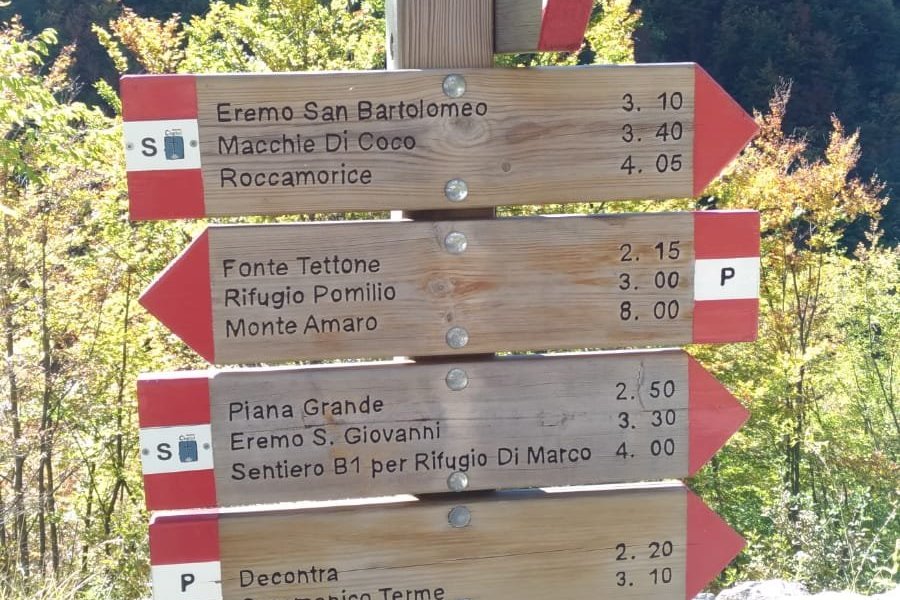 S Eremo San Bartolomeo 3. 10
Macchie Di Coco 3. 40
Roccamorice 4. 05
Fonte Tettone 2. 15
Rifugio Pomilio 3. 00 P
Monte Amaro 8. 00
Piana Grande 2. 50
S Eremo S. Giovanni 3. 30
Sentiero B1 per Rifugio Di Marco 4. 00
P Decontra 2. 20
Terme 3. 10